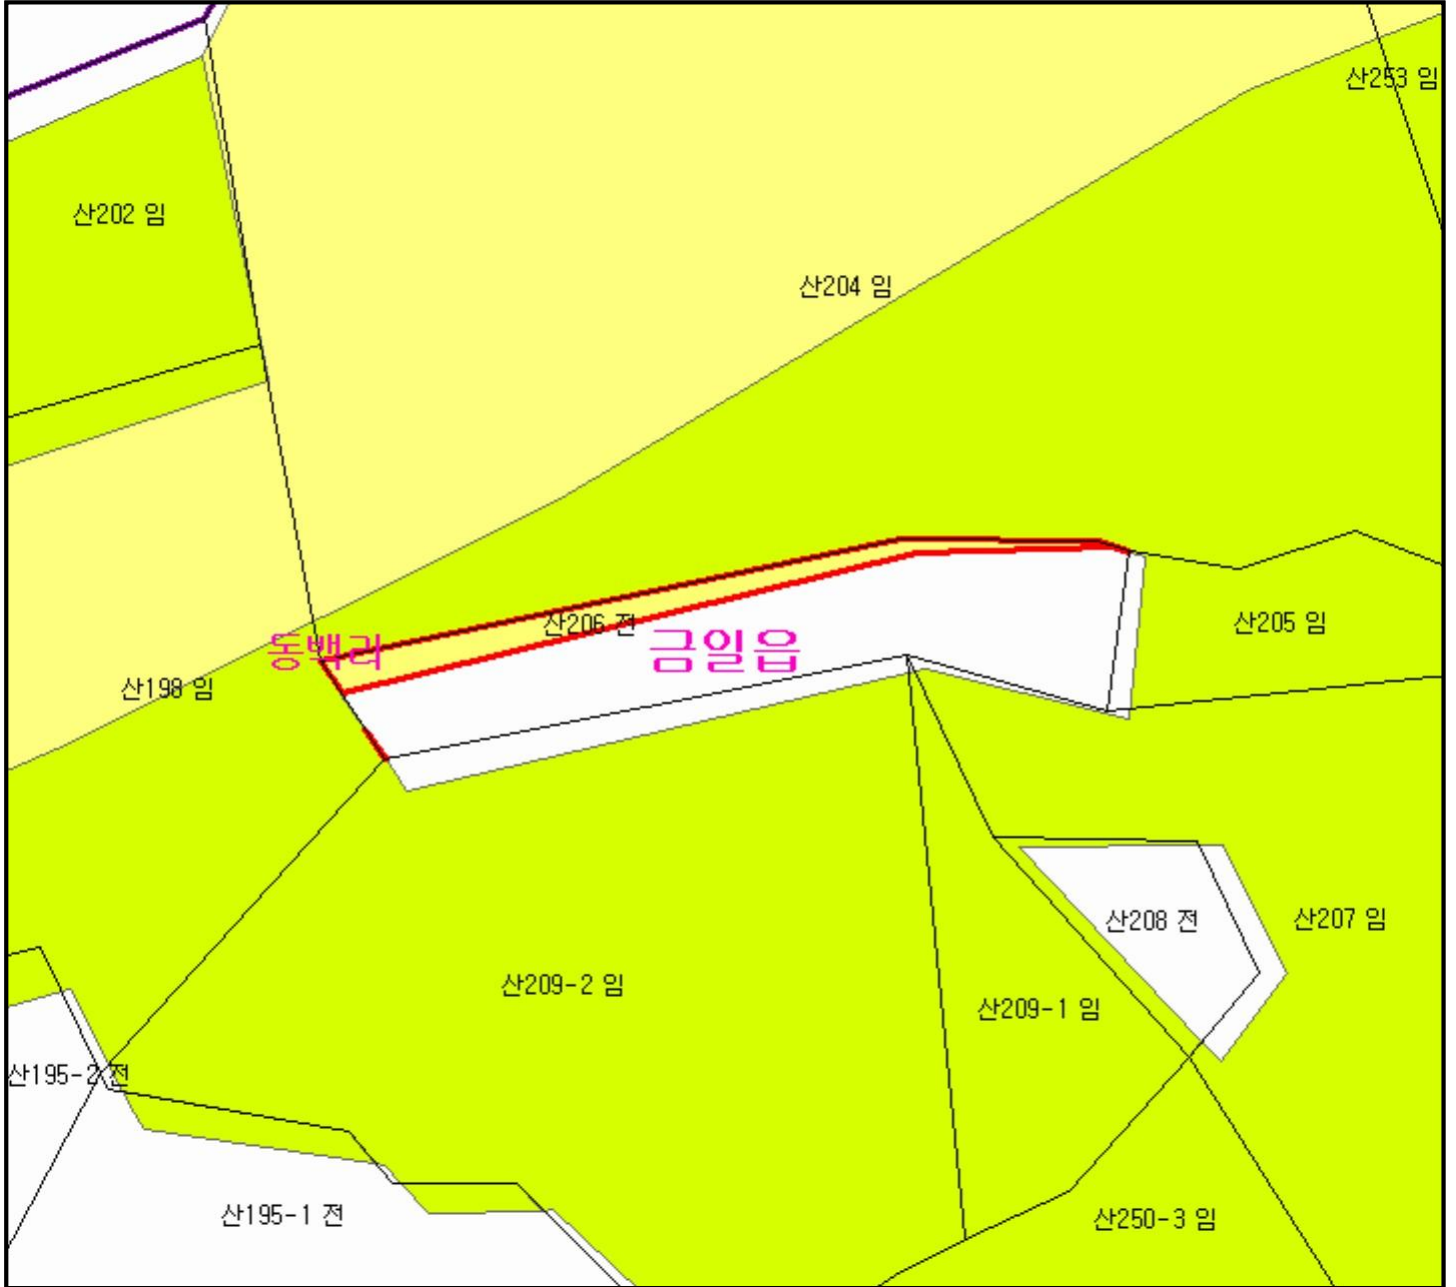 산253 임
산202 임
산204 임
산206 전
산205 임
동백리
금일읍
산198 임
산208 전
산207 임
산209-2 임
산209-1 임
산195-2 전
산195-1 전
산250-3 임